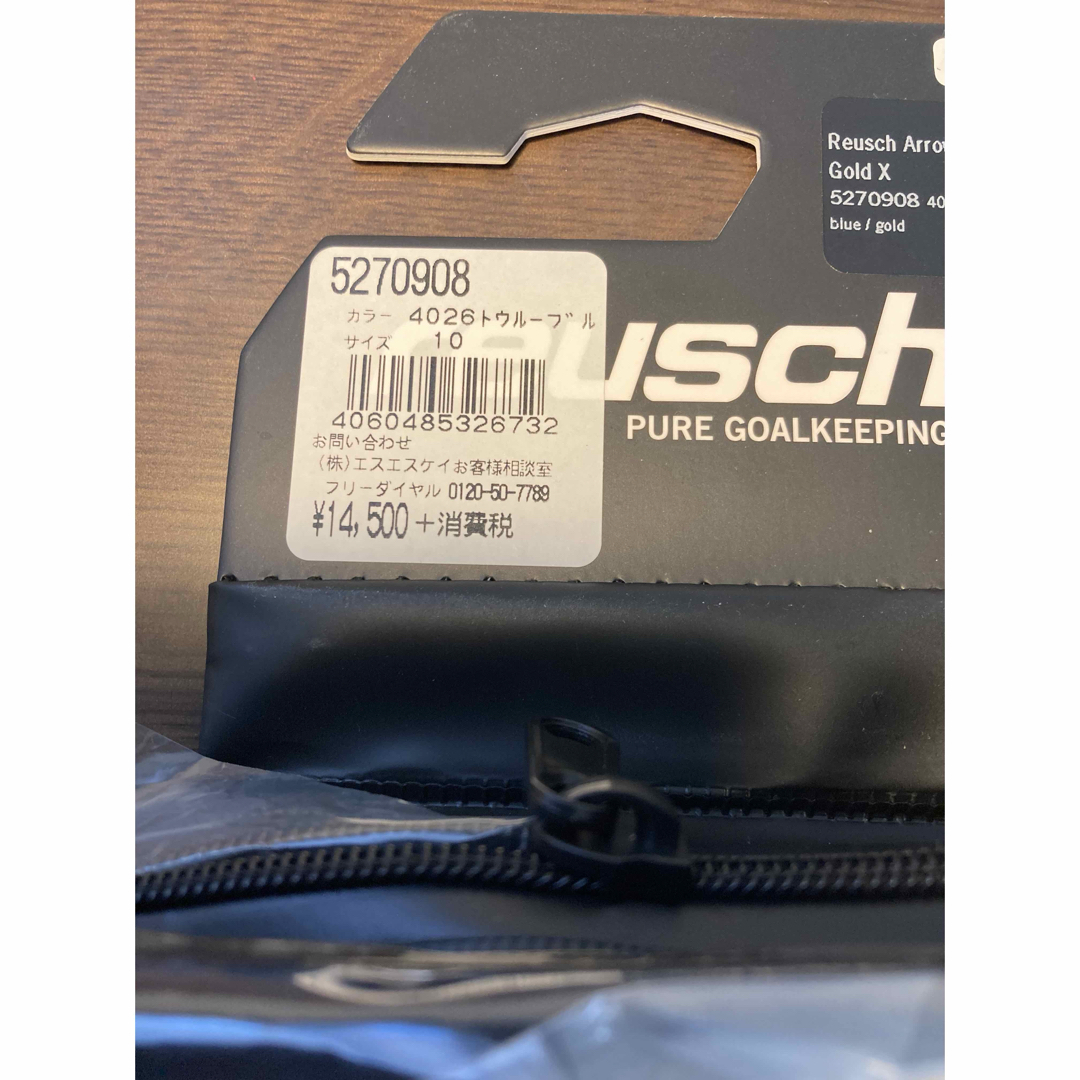 Reusch Arrow
Gold X
5270908 40
blue / gold
5270908
カラー 4026トウルーブル
サイズ 10
4060485326732
お問い合わせ
(株)エスエスケイお客様相談室
フリーダイヤル 0120-50-7789
¥14,500+消費税
reusch
PURE GOALKEEPING